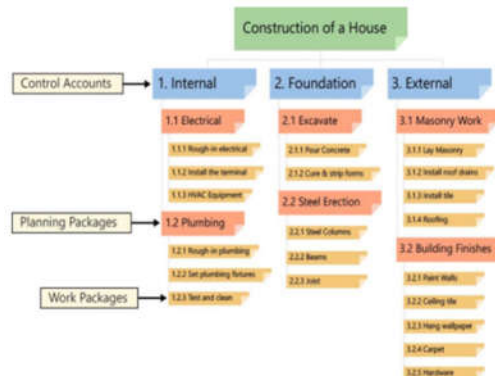 Construction of a House
Control Accounts
1. Internal
2. Foundation
3. External
1.1 Electrical
1.1.1 Rough-in electrical
1.1.2 Install the terminal
1.1.3 HVAC Equipment
Planning Packages
1.2 Plumbing
1.2.1 Rough-in plumbing
1.2.2 Set plumbing fixtures
Work Packages
1.2.3 Test and clean
2.1 Excavate
2.1.1 Pour Concrete
2.1.2 Cure & strip forms
2.2 Steel Erection
2.2.1 Steel Columns
2.2.2 Beams
2.2.3 Joist
3.1 Masonry Work
3.1.1 Lay Masonry
3.1.2 Install roof drains
3.1.3 Install tile
3.1.4 Roofing
3.2 Building Finishes
3.2.1 Paint Walls
3.2.2 Ceiling tile
3.2.3 Hang wallpaper
3.2.4 Carpet
3.2.5 Hardware